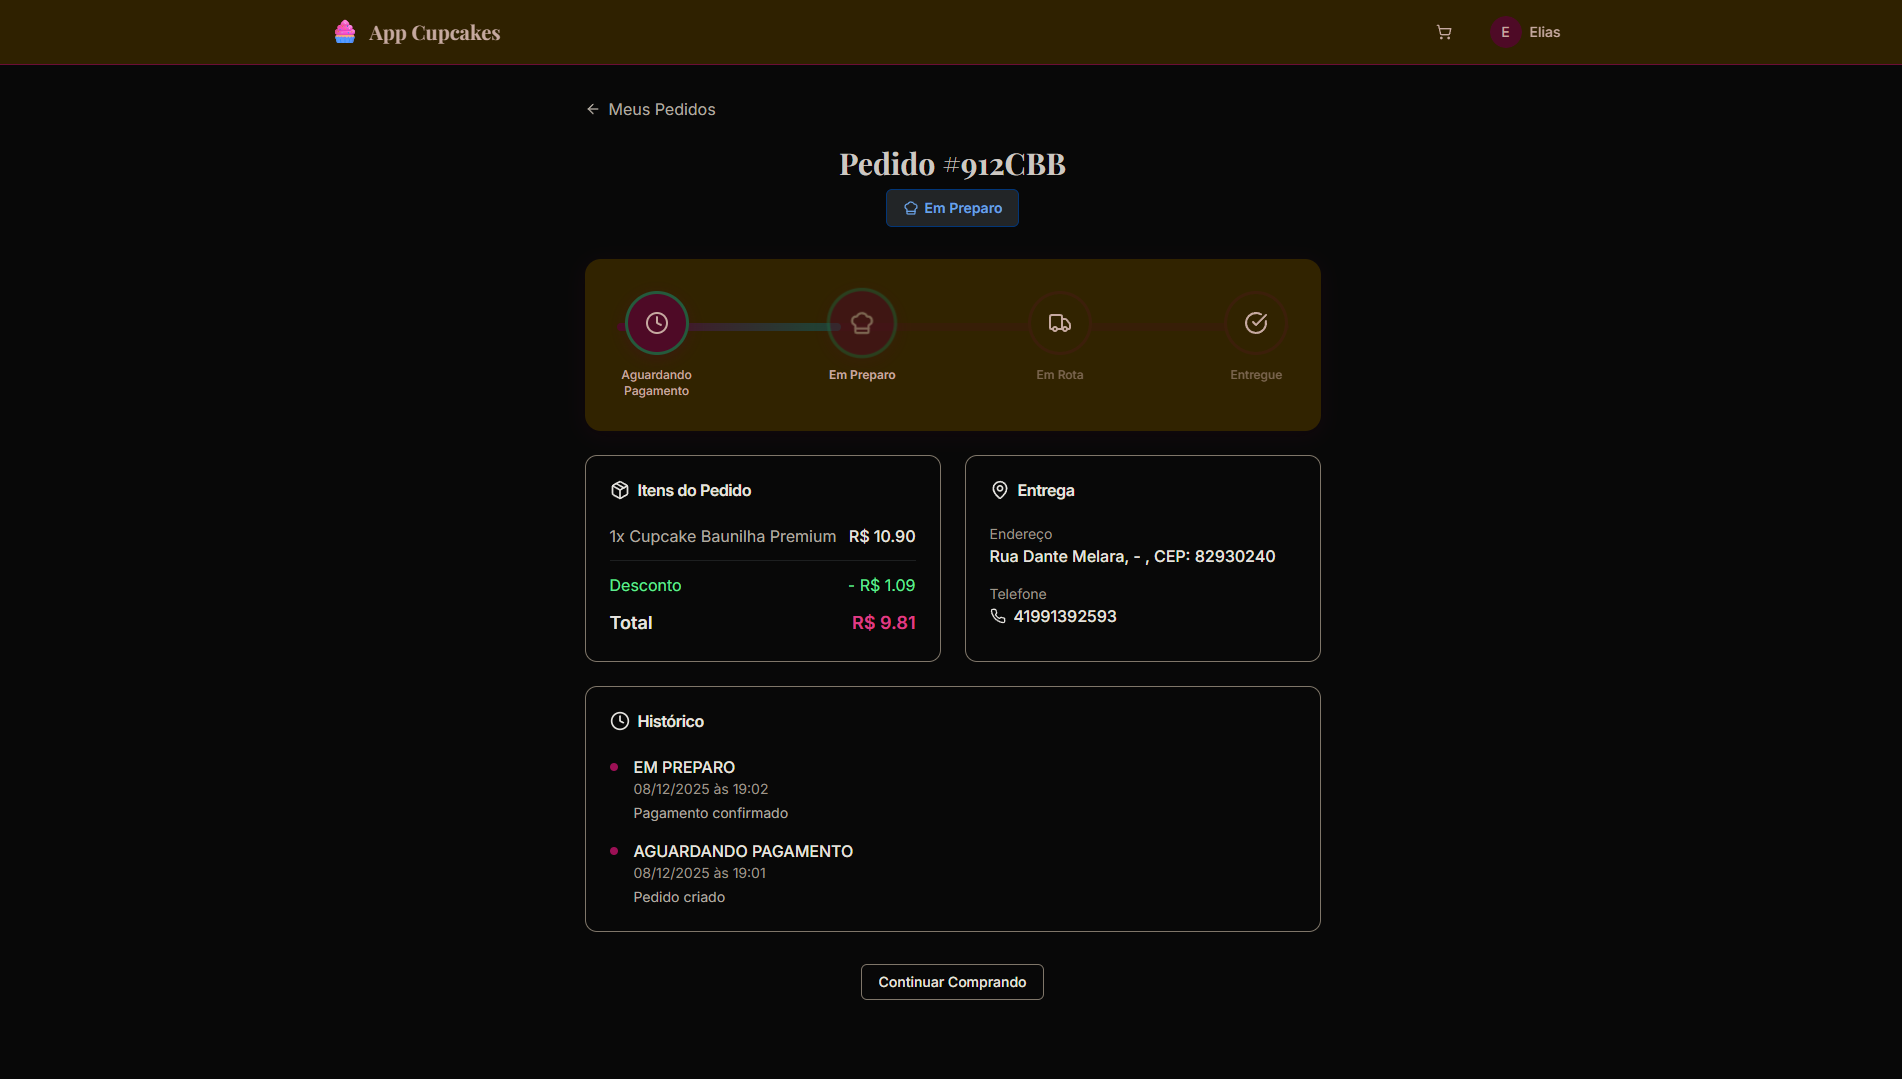 App Cupcakes
E Elias
Meus Pedidos
Pedido #912CBB
Em Preparo
Aguardando
Pagamento
Em Preparo
Em Rota
Entregue
Itens do Pedido
1x Cupcake Baunilha Premium R$ 10.90
Desconto - R$ 1.09
Total R$ 9.81
Entrega
Endereço
Rua Dante Melara, - , CEP: 82930240
Telefone
41991392593
Histórico
EM PREPARO
08/12/2025 às 19:02
Pagamento confirmado
AGUARDANDO PAGAMENTO
08/12/2025 às 19:01
Pedido criado
Continuar Comprando